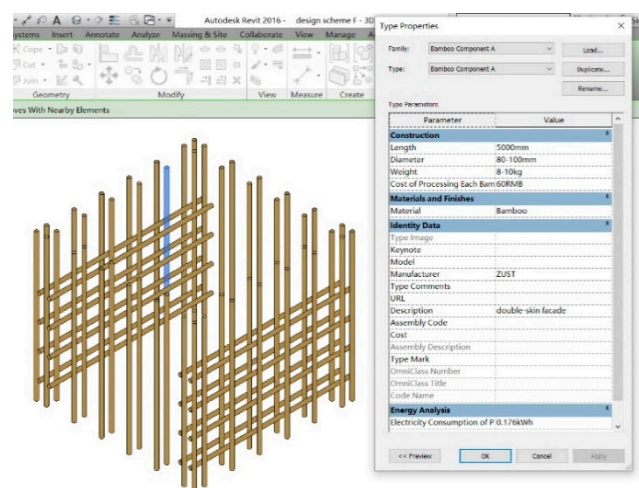 Autodesk Revit 2016 - design scheme F - 3D
ystems Insert Annotate Analyze Massing & Site Collaborate View Manage A
Cope
Cut
Join
Geometry Modify View Measure Create
oves With Nearby Elements
Type Properties
Family: Bamboo Component A Load...
Type: Bamboo Component A Duplicate...
Rename...
Type Parameters
Parameter Value
Construction
Length 5000mm
Diameter 80-100mm
Weight 8-10kg
Cost of Processing Each Bam 60RMB
Materials and Finishes
Material Bamboo
Identity Data
Type Image
Keynote
Model
Manufacturer ZUST
Type Comments
URL
Description double-skin facade
Assembly Code
Cost
Assembly Description
Type Mark
OmniClass Number
OmniClass Title
Code Name
Energy Analysis
Electricity Consumption of P 0.176kWh
<< Preview OK Cancel Apply